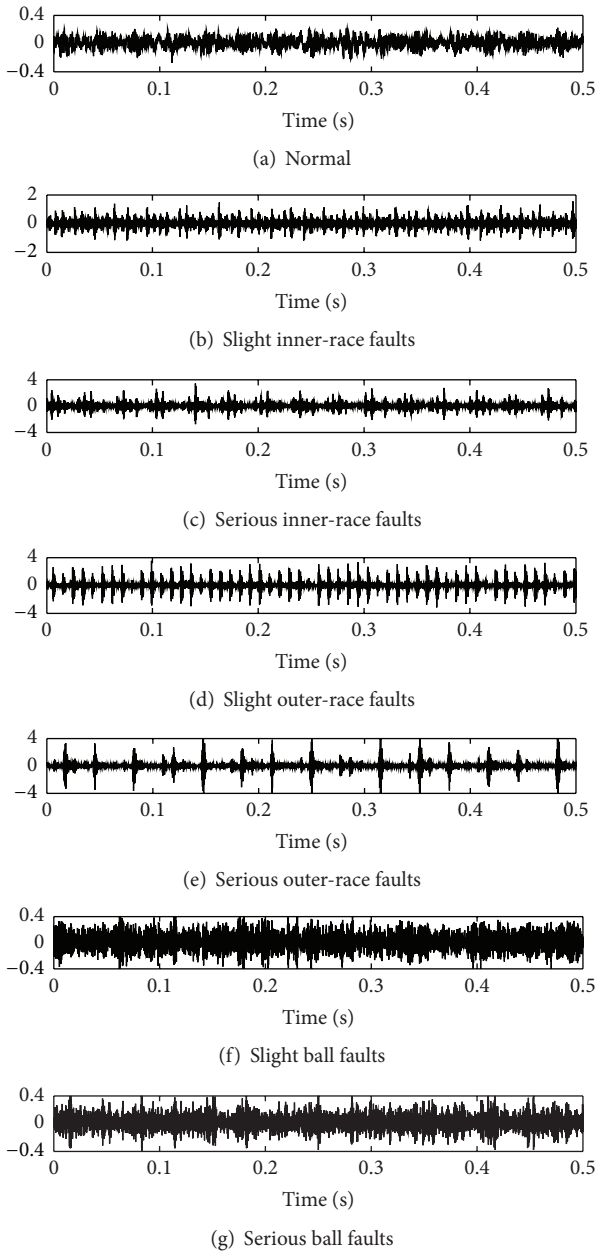 0.4
0
−0.4
0 0.1 0.2 0.3 0.4 0.5
Time (s)
(a) Normal
2
0
−2
0 0.1 0.2 0.3 0.4 0.5
Time (s)
(b) Slight inner-race faults
4
0
−4
0 0.1 0.2 0.3 0.4 0.5
Time (s)
(c) Serious inner-race faults
4
0
−4
0 0.1 0.2 0.3 0.4 0.5
Time (s)
(d) Slight outer-race faults
4
0
−4
0 0.1 0.2 0.3 0.4 0.5
Time (s)
(e) Serious outer-race faults
0.4
0
−0.4
0 0.1 0.2 0.3 0.4 0.5
Time (s)
(f) Slight ball faults
0.4
0
−0.4
0 0.1 0.2 0.3 0.4 0.5
Time (s)
(g) Serious ball faults